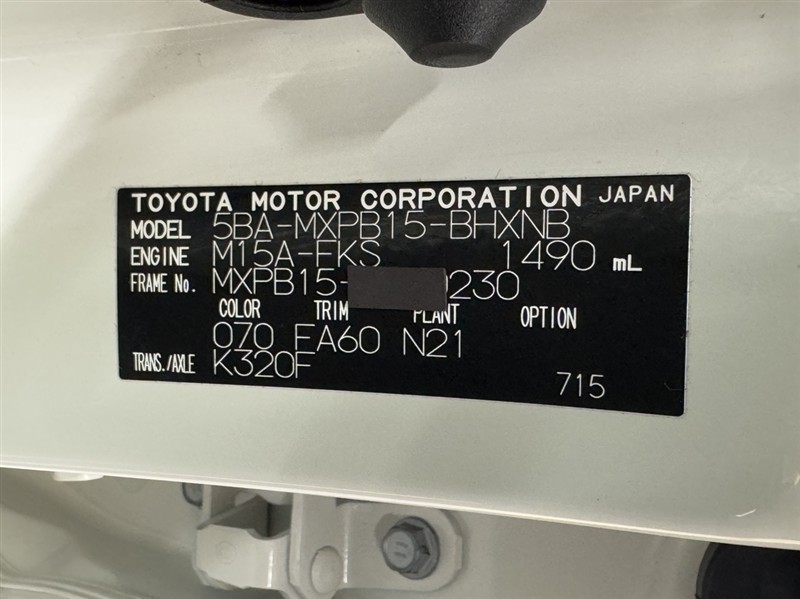 TOYOTA MOTOR CORPORATION JAPAN
MODEL 5BA-MXPB15-BHXNB
ENGINE M15A-FKS 1490 mL
FRAME No. MXPB15- 230
COLOR TRIM PLANT OPTION
070 FA60 N21
TRANS./AXLE K320F
715